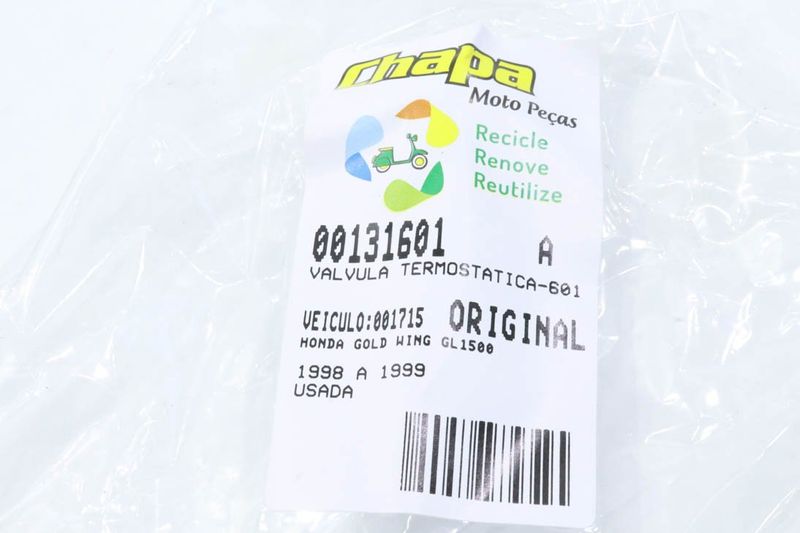 Chapa
Moto Peças
Recicle
Renove
Reutilize
00131601 A
VALVULA TERMOSTATICA-601
VEICULO:001715 ORIGINAL
HONDA GOLD WING GL1500
1998 A 1999
USADA